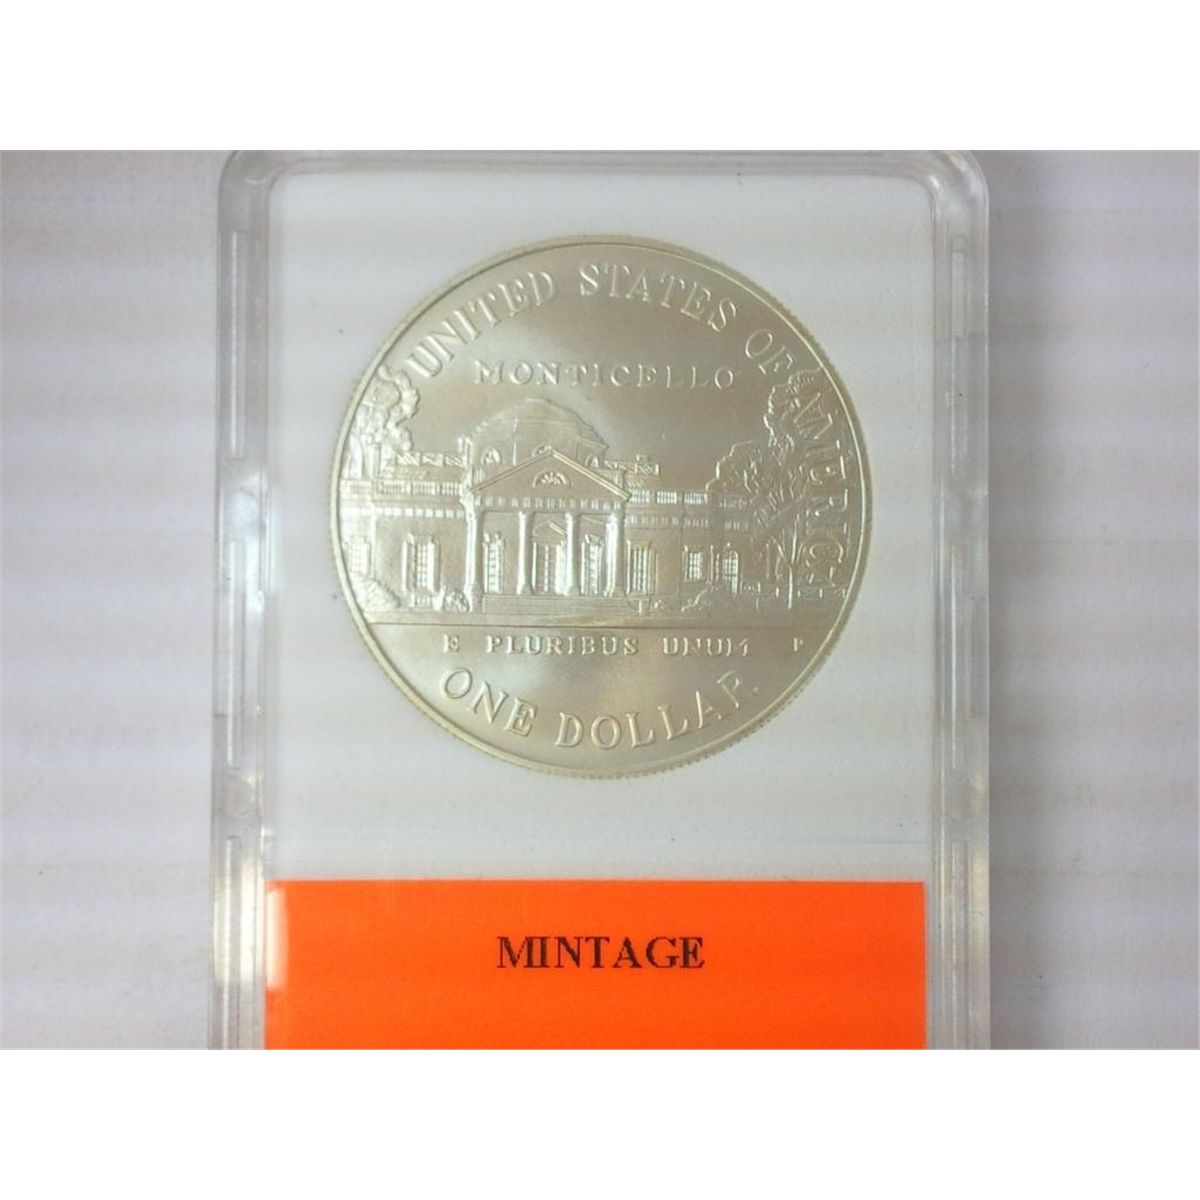 UNITED STATES OF AMERICA
MONTICELLO
E PLURIBUS UNUM P
ONE DOLLAR
MINTAGE